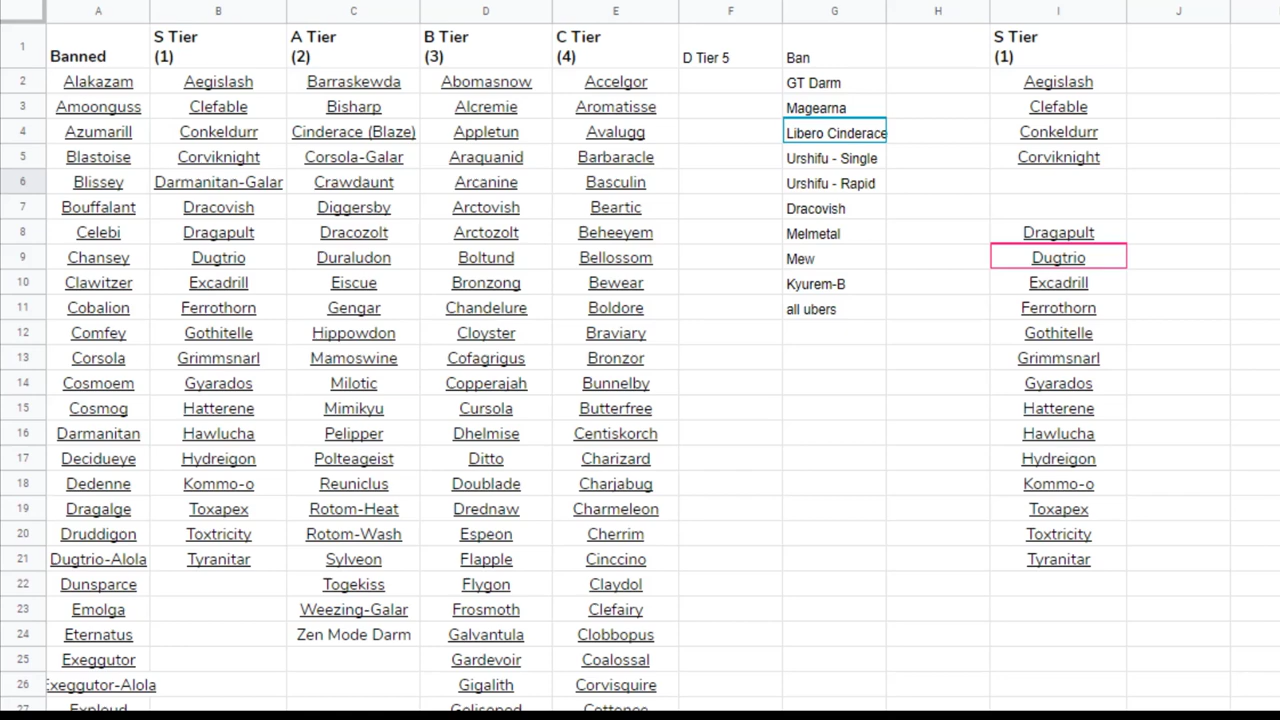 A B C D E F G H I J
1 Banned S Tier (1) A Tier (2) B Tier (3) C Tier (4) D Tier 5 Ban S Tier (1)
2 Alakazam Aegislash Barraskewda Abomasnow Accelgor GT Darm Aegislash
3 Amoonguss Clefable Bisharp Alcremie Aromatisse Magearna Clefable
4 Azumarill Conkeldurr Cinderace (Blaze) Appletun Avalugg Libero Cinderace Conkeldurr
5 Blastoise Corviknight Corsola-Galar Araquanid Barbaracle Urshifu - Single Corviknight
6 Blissey Darmanitan-Galar Crawdaunt Arcanine Basculin Urshifu - Rapid
7 Bouffalant Dracovish Diggersby Arctovish Beartic Dracovish
8 Celebi Dragapult Dracozolt Arctozolt Beheeyem Melmetal Dragapult
9 Chansey Dugtrio Duraludon Boltund Bellossom Mew Dugtrio
10 Clawitzer Excadrill Eiscue Bronzong Bewear Kyurem-B Excadrill
11 Cobalion Ferrothorn Gengar Chandelure Boldore all ubers Ferrothorn
12 Comfey Gothitelle Hippowdon Cloyster Braviary Gothitelle
13 Corsola Grimmsnarl Mamoswine Cofagrigus Bronzor Grimmsnarl
14 Cosmoem Gyarados Milotic Copperajah Bunnelby Gyarados
15 Cosmog Hatterene Mimikyu Cursola Butterfree Hatterene
16 Darmanitan Hawlucha Pelipper Dhelmise Centiskorch Hawlucha
17 Decidueye Hydreigon Polteageist Ditto Charizard Hydreigon
18 Dedenne Kommo-o Reuniclus Doublade Charjabug Kommo-o
19 Dragalge Toxapex Rotom-Heat Drednaw Charmeleon Toxapex
20 Druddigon Toxtricity Rotom-Wash Espeon Cherrim Toxtricity
21 Dugtrio-Alola Tyranitar Sylveon Flapple Cinccino Tyranitar
22 Dunsparce Togekiss Flygon Claydol
23 Emolga Weezing-Galar Frosmoth Clefairy
24 Eternatus Zen Mode Darm Galvantula Clobbopus
25 Exeggutor Gardevoir Coalossal
26 Exeggutor-Alola Gigalith Corvisquire
27 Exploud Golisopod Cottonee